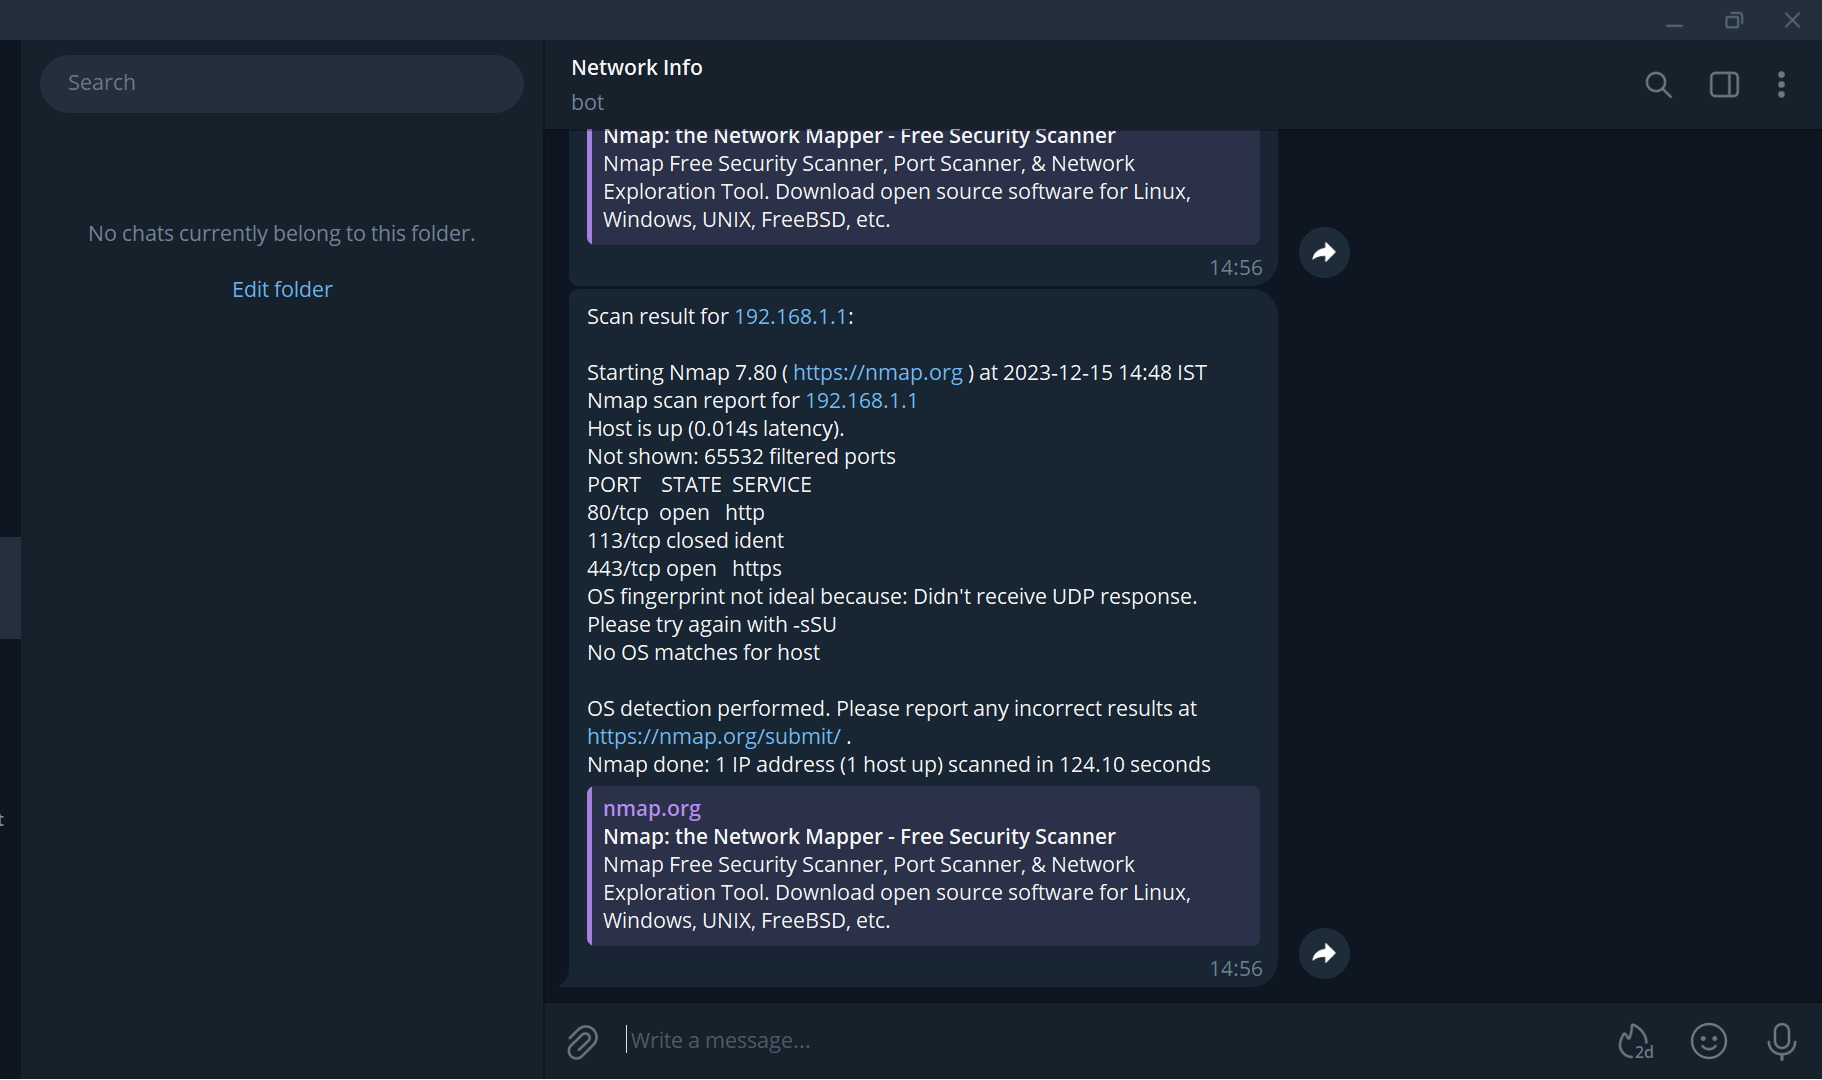 Search
No chats currently belong to this folder.
Edit folder
t
Network Info
bot
Nmap: the Network Mapper - Free Security Scanner
Nmap Free Security Scanner, Port Scanner, & Network
Exploration Tool. Download open source software for Linux,
Windows, UNIX, FreeBSD, etc.
14:56
Scan result for 192.168.1.1:
Starting Nmap 7.80 ( https://nmap.org ) at 2023-12-15 14:48 IST
Nmap scan report for 192.168.1.1
Host is up (0.014s latency).
Not shown: 65532 filtered ports
PORT    STATE  SERVICE
80/tcp  open   http
113/tcp closed ident
443/tcp open   https
OS fingerprint not ideal because: Didn't receive UDP response.
Please try again with -sSU
No OS matches for host
OS detection performed. Please report any incorrect results at
https://nmap.org/submit/ .
Nmap done: 1 IP address (1 host up) scanned in 124.10 seconds
nmap.org
Nmap: the Network Mapper - Free Security Scanner
Nmap Free Security Scanner, Port Scanner, & Network
Exploration Tool. Download open source software for Linux,
Windows, UNIX, FreeBSD, etc.
14:56
Write a message...
2d